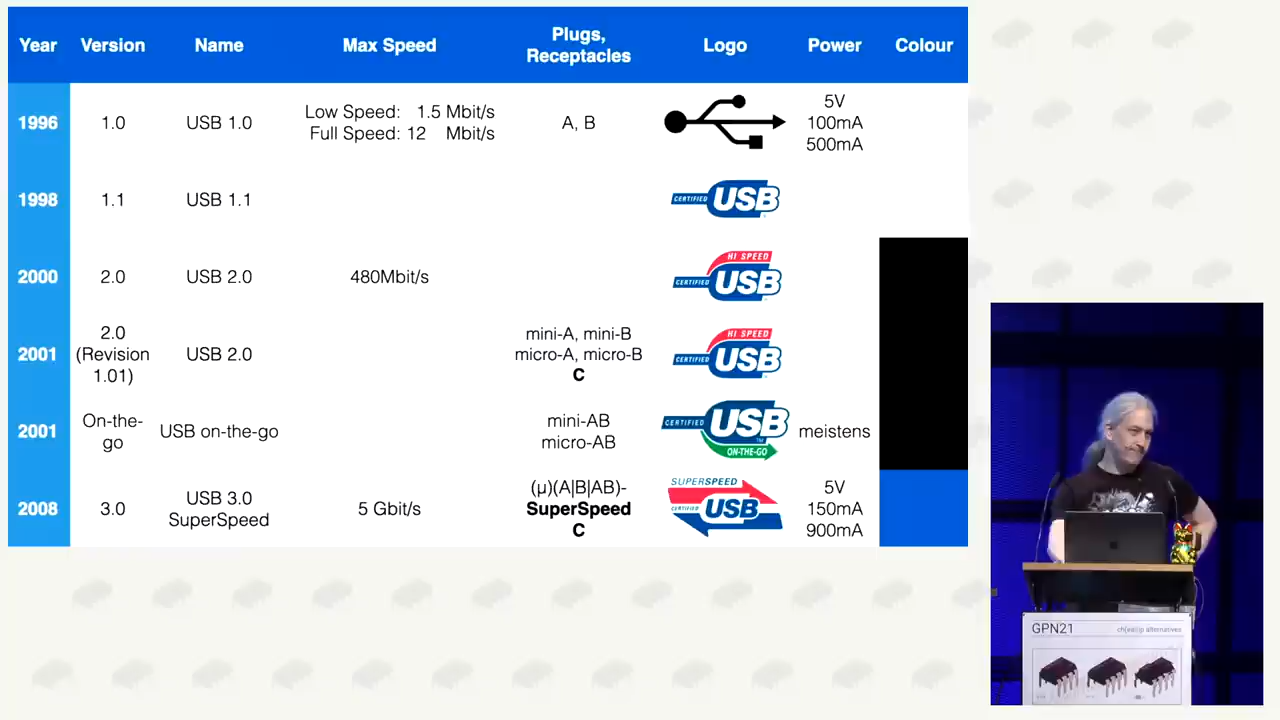 Year Version Name Max Speed Plugs, Receptacles Logo Power Colour
1996 1.0 USB 1.0 Low Speed: 1.5 Mbit/s Full Speed: 12 Mbit/s A, B 5V 100mA 500mA
1998 1.1 USB 1.1 CERTIFIED USB
2000 2.0 USB 2.0 480Mbit/s HI SPEED CERTIFIED USB
2001 2.0 (Revision 1.01) USB 2.0 mini-A, mini-B micro-A, micro-B C HI SPEED CERTIFIED USB
2001 On-the-go USB on-the-go mini-AB micro-AB CERTIFIED USB TM ON-THE-GO meistens
2008 3.0 USB 3.0 SuperSpeed 5 Gbit/s (μ)(A|B|AB)-SuperSpeed C SUPERSPEED CERTIFIED USB 5V 150mA 900mA
GPN21
ch(ea)ip alternatives